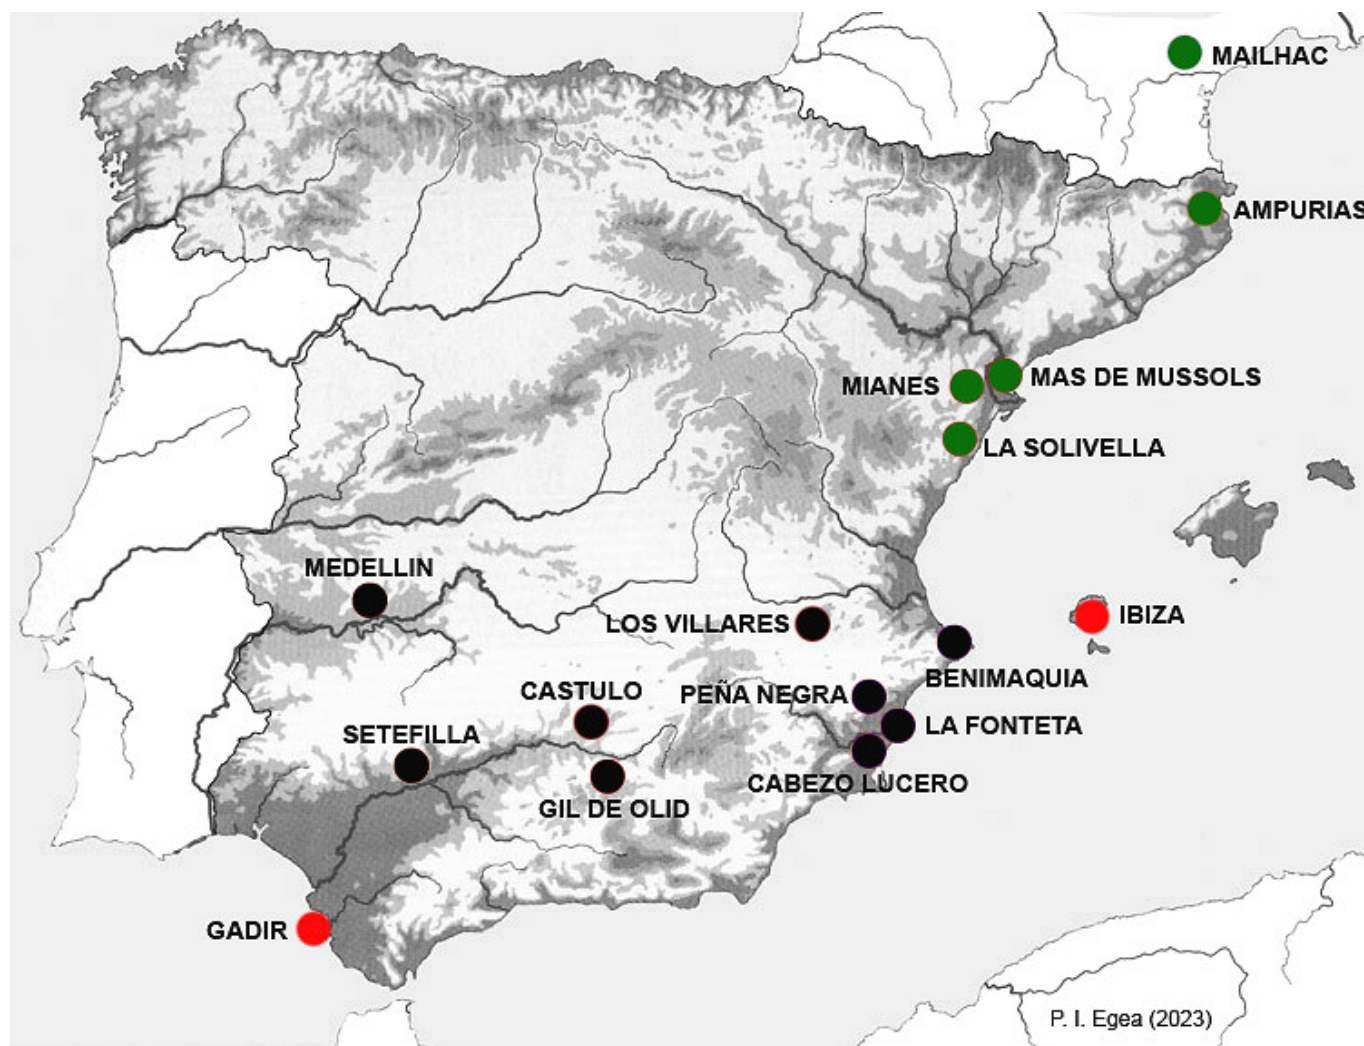 MAILHAC
AMPURIAS
MIANES
MAS DE MUSSOLS
LA SOLIVELLA
MEDELLIN
LOS VILLARES
IBIZA
BENIMAQUIA
CASTULO
PEÑA NEGRA
LA FONTETA
SETEFILLA
CABEZO LUCERO
GIL DE OLID
GADIR
P. I. Egea (2023)